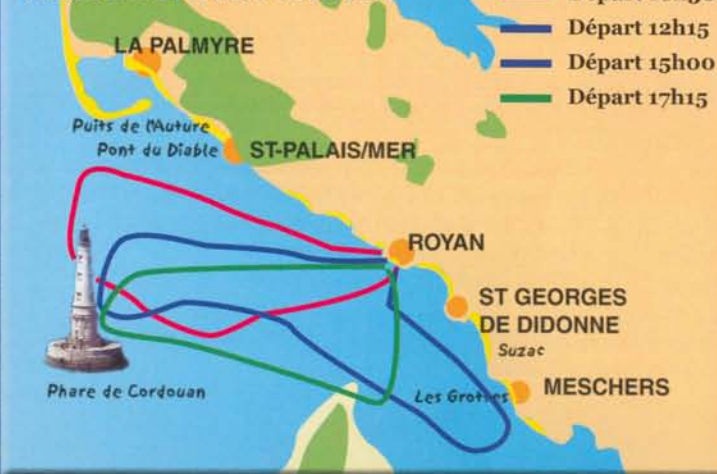 Départ 12h15
LA PALMYRE
Départ 15h00
Départ 17h15
Puits de l'Auture
Pont du Diable
ST-PALAIS/MER
ROYAN
ST GEORGES
DE DIDONNE
Suzac
Phare de Cordouan
Les Grottes
MESCHERS